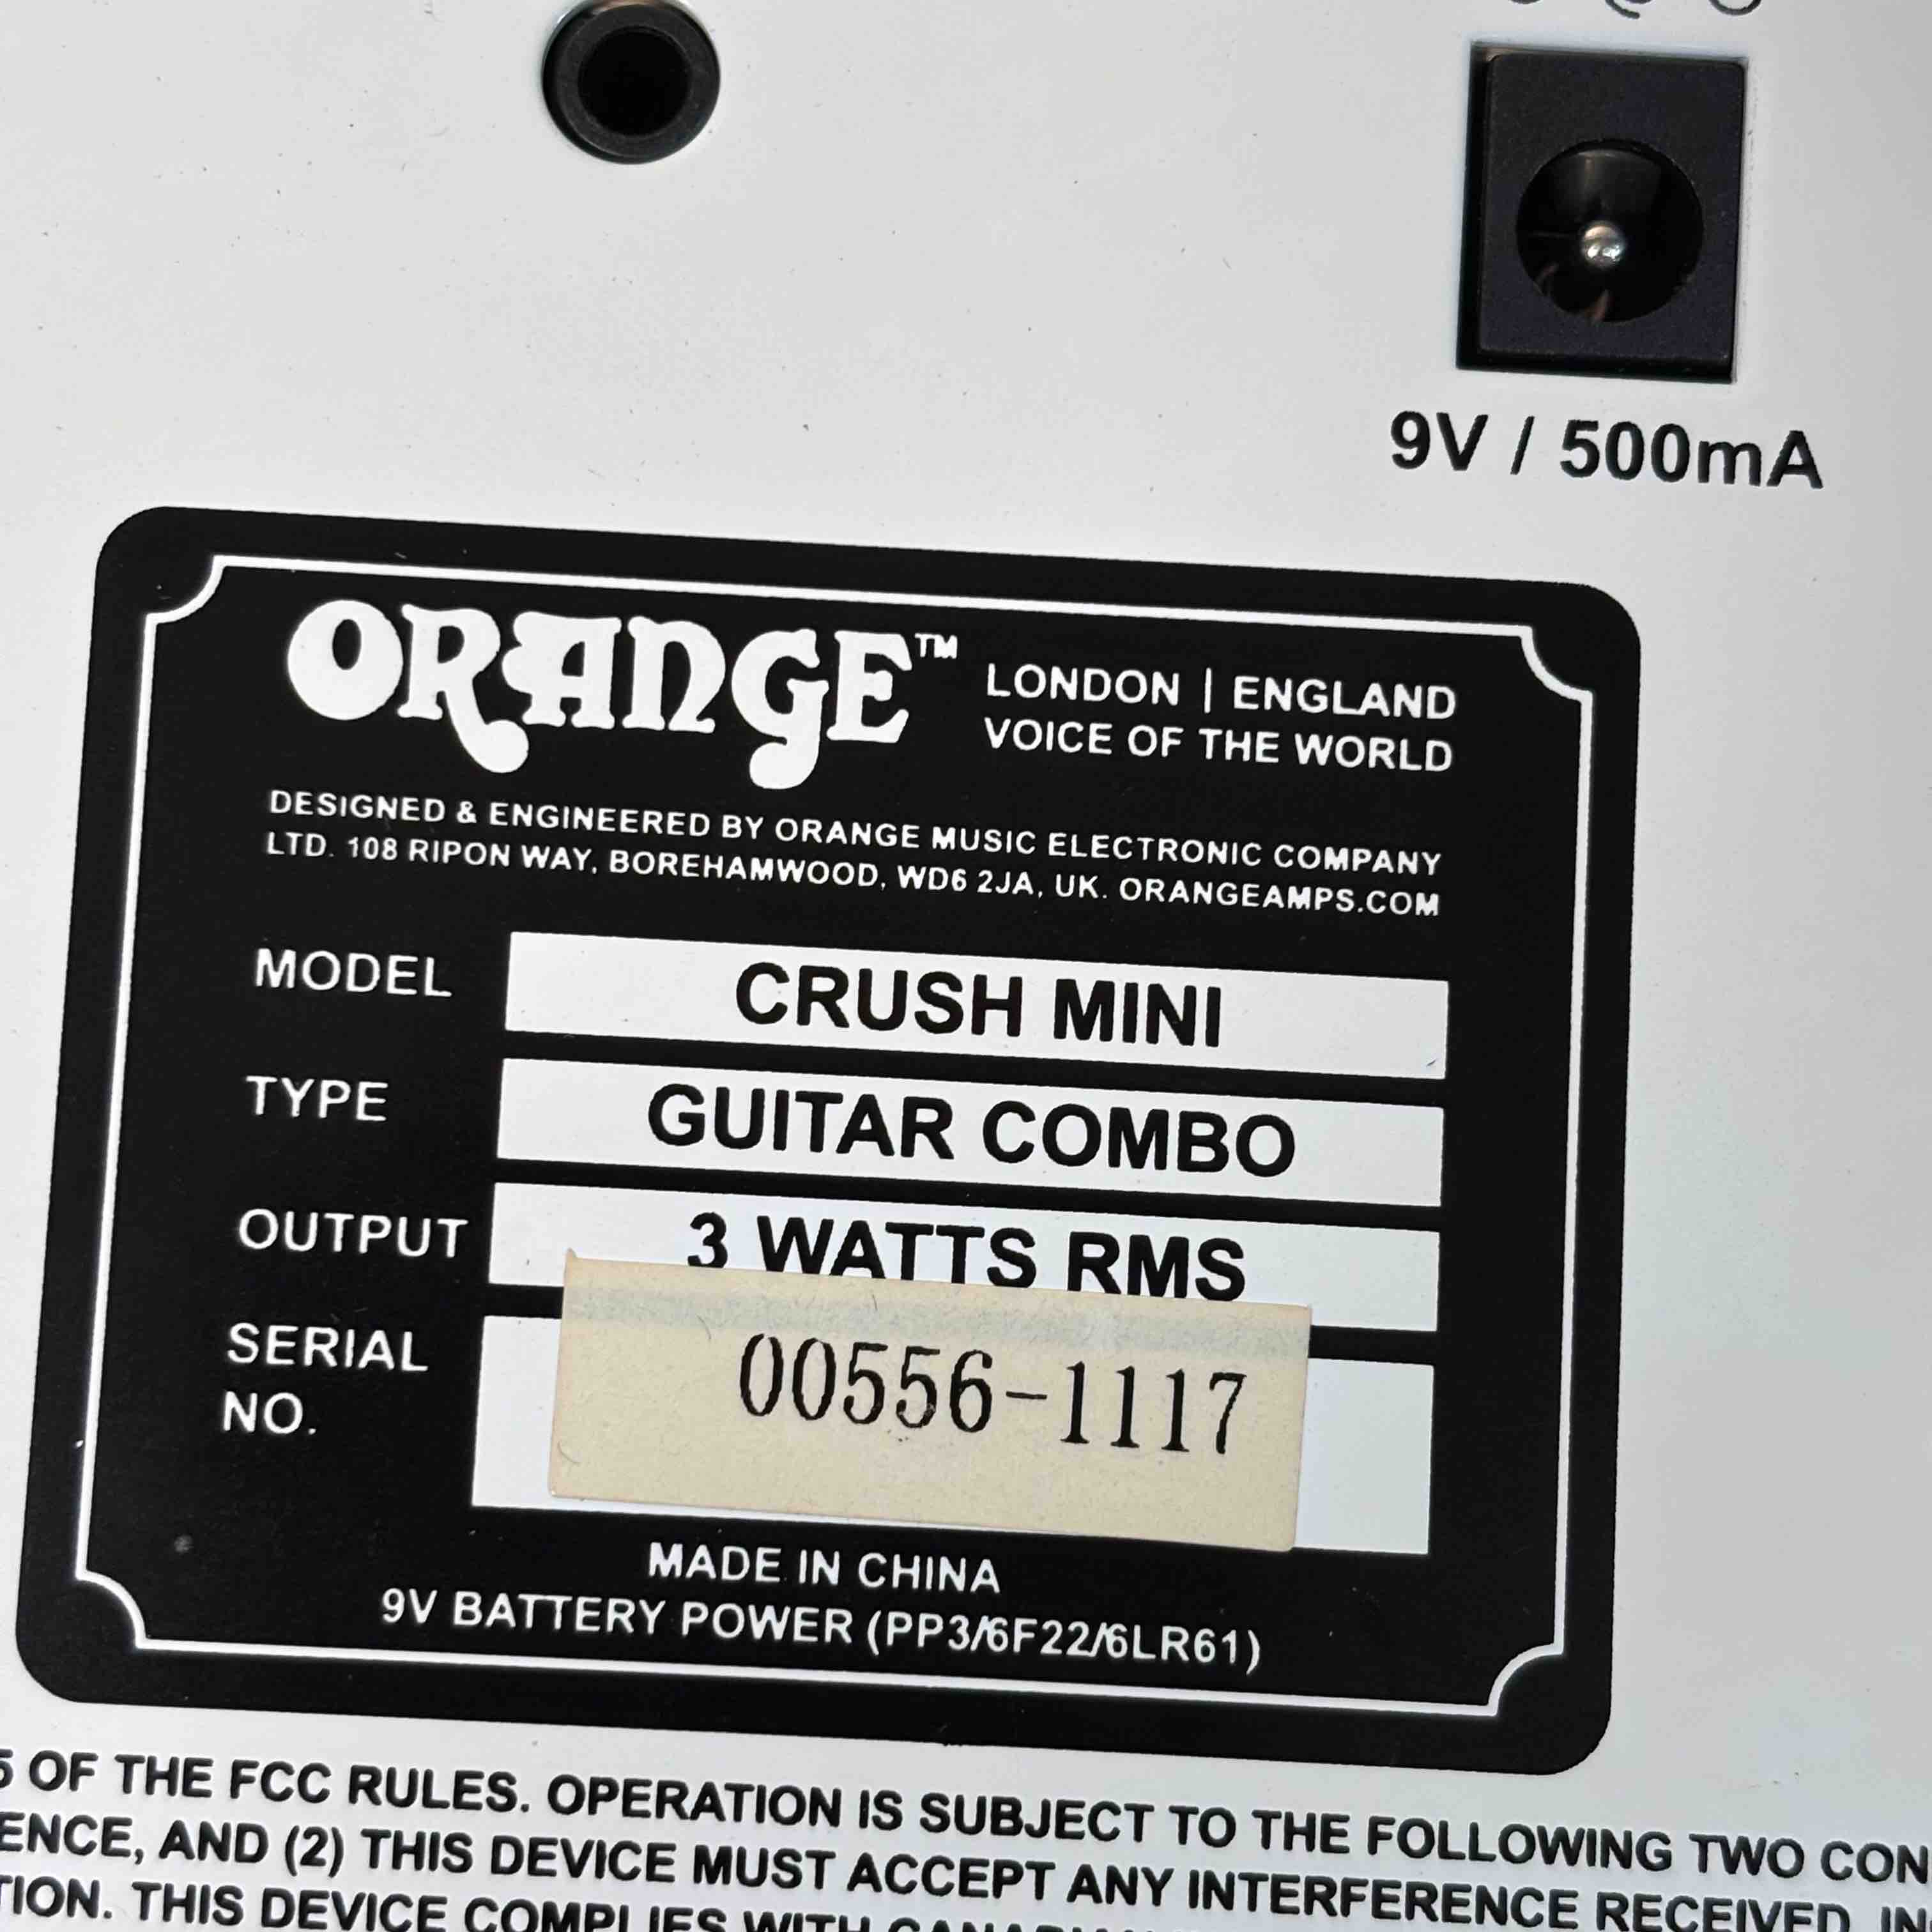 9V / 500mA
ORANGE™
LONDON | ENGLAND
VOICE OF THE WORLD
DESIGNED & ENGINEERED BY ORANGE MUSIC ELECTRONIC COMPANY
LTD. 108 RIPON WAY, BOREHAMWOOD, WD6 2JA, UK. ORANGEAMPS.COM
MODEL CRUSH MINI
TYPE GUITAR COMBO
OUTPUT 3 WATTS RMS
SERIAL NO. 00556-1117
MADE IN CHINA
9V BATTERY POWER (PP3/6F22/6LR61)
5 OF THE FCC RULES. OPERATION IS SUBJECT TO THE FOLLOWING TWO CON
ENCE, AND (2) THIS DEVICE MUST ACCEPT ANY INTERFERENCE RECEIVED, IN
TION. THIS DEVICE COMPLIES WITH